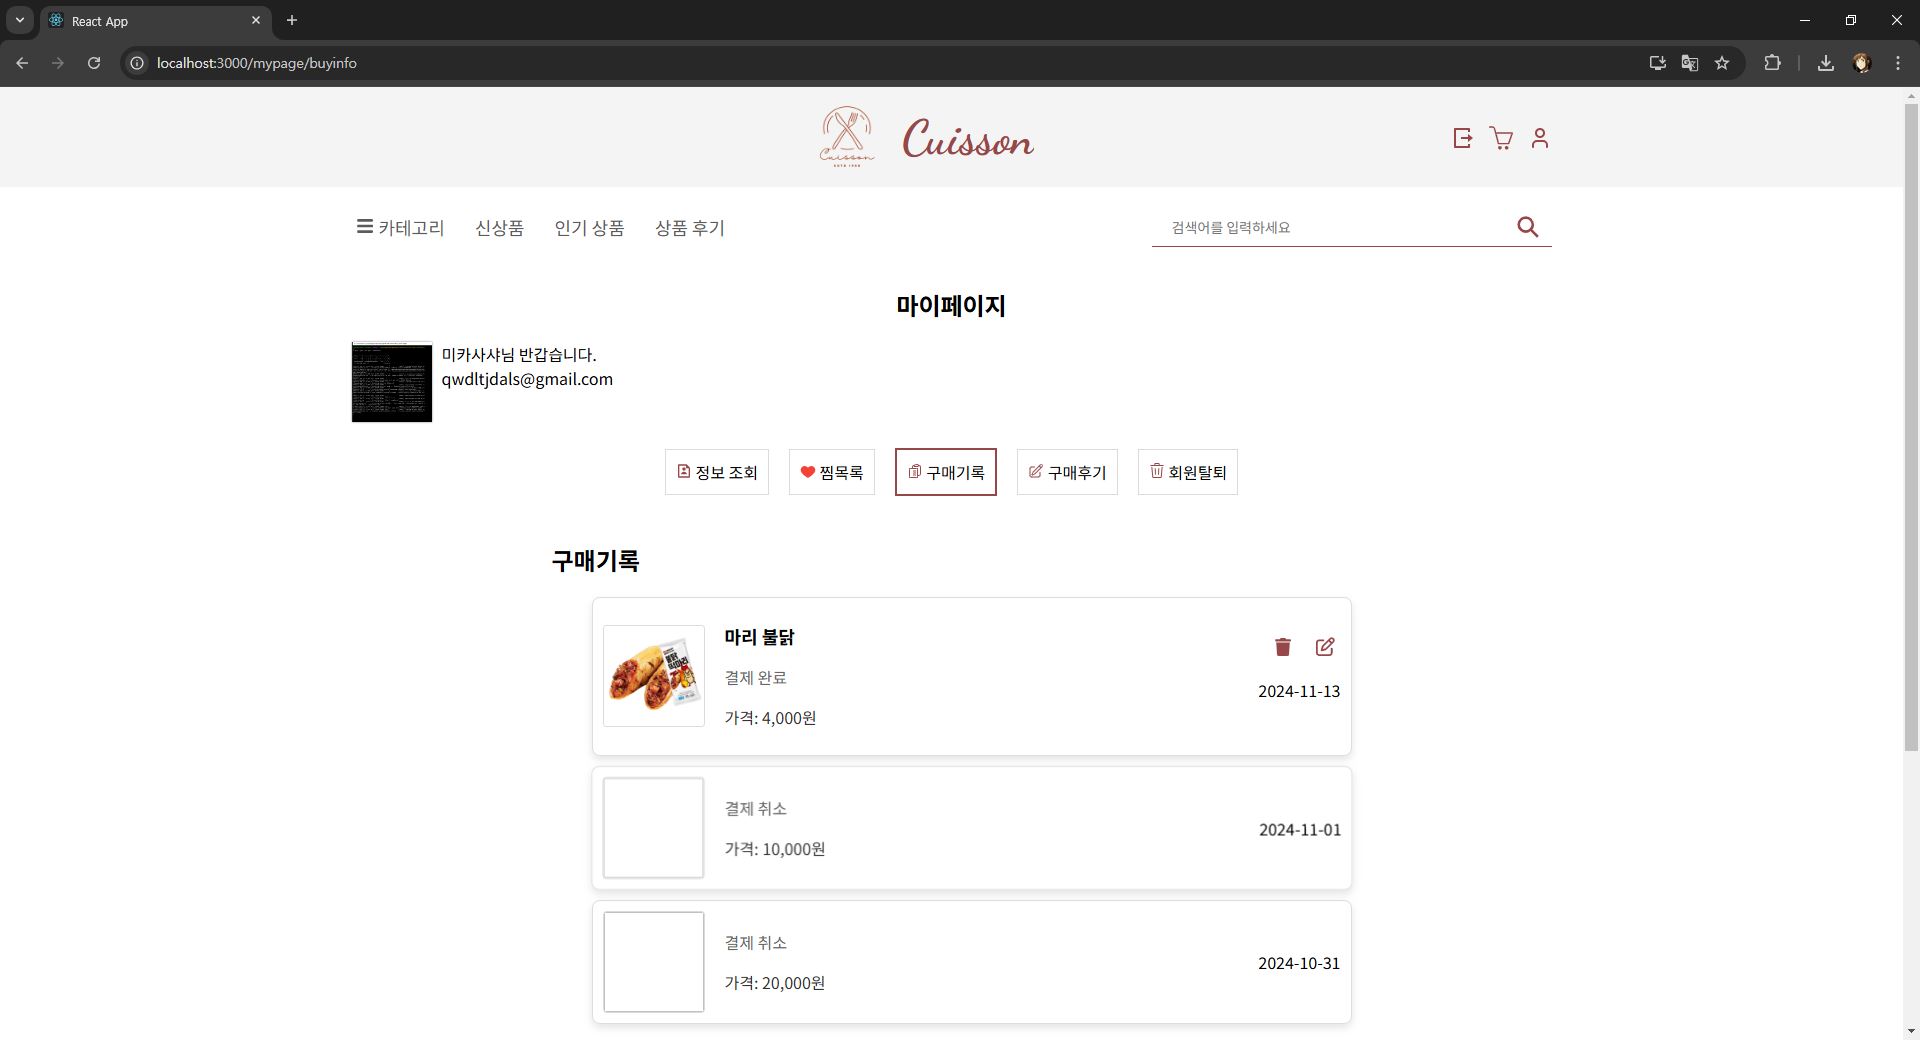 React App
localhost:3000/mypage/buyinfo
Cuisson
Cuisson
카테고리
신상품
인기 상품
상품 후기
검색어를 입력하세요
마이페이지
미카사샤님 반갑습니다.
qwdltjdals@gmail.com
정보 조회
찜목록
구매기록
구매후기
회원탈퇴
구매기록
마리 불닭
결제 완료
가격: 4,000원
2024-11-13
결제 취소
가격: 10,000원
2024-11-01
결제 취소
가격: 20,000원
2024-10-31